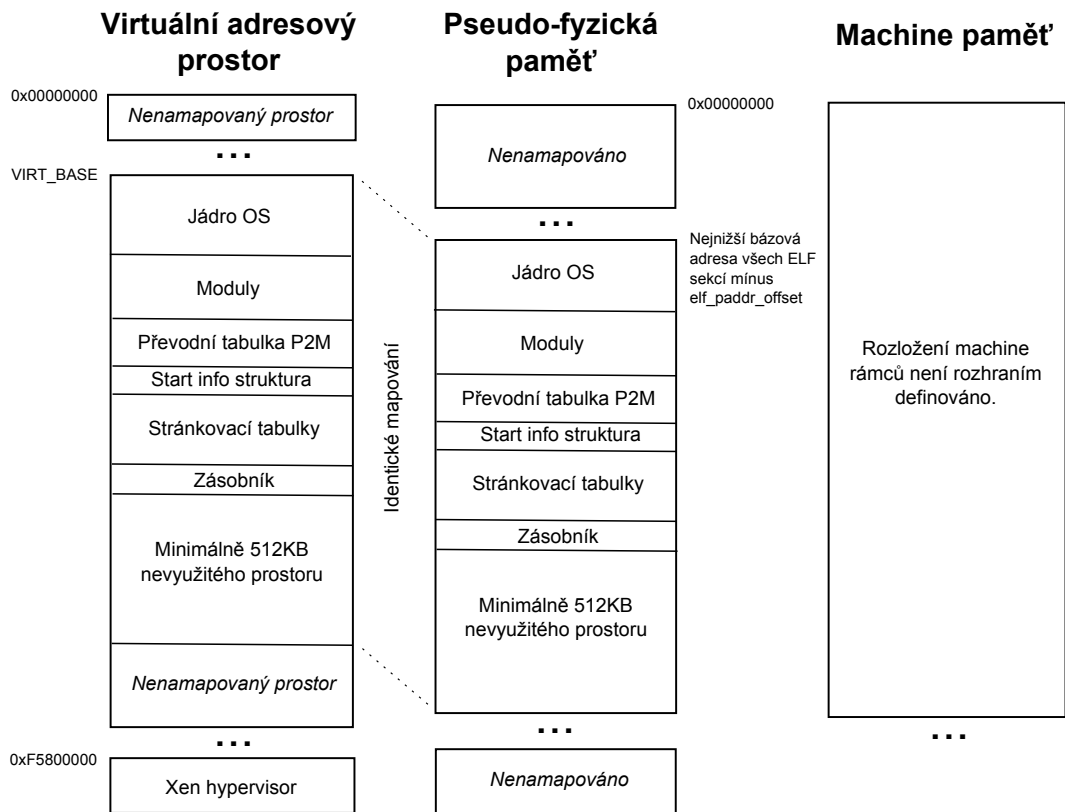 Virtuální adresový
prostor
0x00000000
Nenamapovaný prostor
...
VIRT_BASE
Jádro OS
Moduly
Převodní tabulka P2M
Start info struktura
Stránkovací tabulky
Zásobník
Minimálně 512KB
nevyužitého prostoru
Nenamapovaný prostor
...
0xF5800000
Xen hypervisor
Identické mapování
Pseudo-fyzická
paměť
0x00000000
Nenamapováno
...
Nejnižší bázová
adresa všech ELF
sekcí mínus
elf_paddr_offset
Jádro OS
Moduly
Převodní tabulka P2M
Start info struktura
Stránkovací tabulky
Zásobník
Minimálně 512KB
nevyužitého prostoru
...
Nenamapováno
Machine paměť
Rozložení machine
rámců není rozhraním
definováno.
...